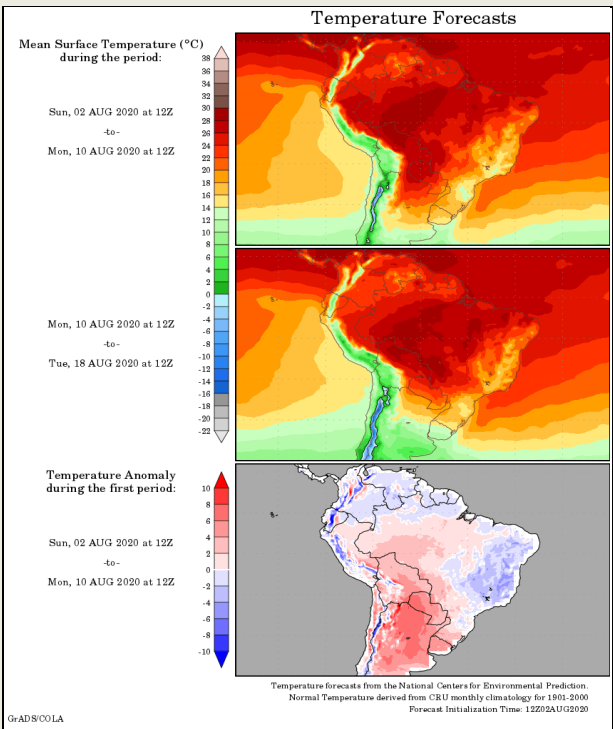 Temperature Forecasts
Mean Surface Temperature (°C)
during the period:
Sun, 02 AUG 2020 at 12Z
-to-
Mon, 10 AUG 2020 at 12Z
38
36
34
32
30
28
26
24
22
20
18
16
14
12
10
8
6
4
2
0
-2
-4
-6
-8
-10
-12
-14
-16
-18
-20
-22
Mon, 10 AUG 2020 at 12Z
-to-
Tue, 18 AUG 2020 at 12Z
Temperature Anomaly
during the first period:
Sun, 02 AUG 2020 at 12Z
-to-
Mon, 10 AUG 2020 at 12Z
10
8
6
4
2
0
-2
-4
-6
-8
-10
Temperature forecasts from the National Centers for Environmental Prediction.
Normal Temperature derived from CRU monthly climatology for 1901-2000
Forecast Initialization Time: 12Z02AUG2020
GrADS/COLA